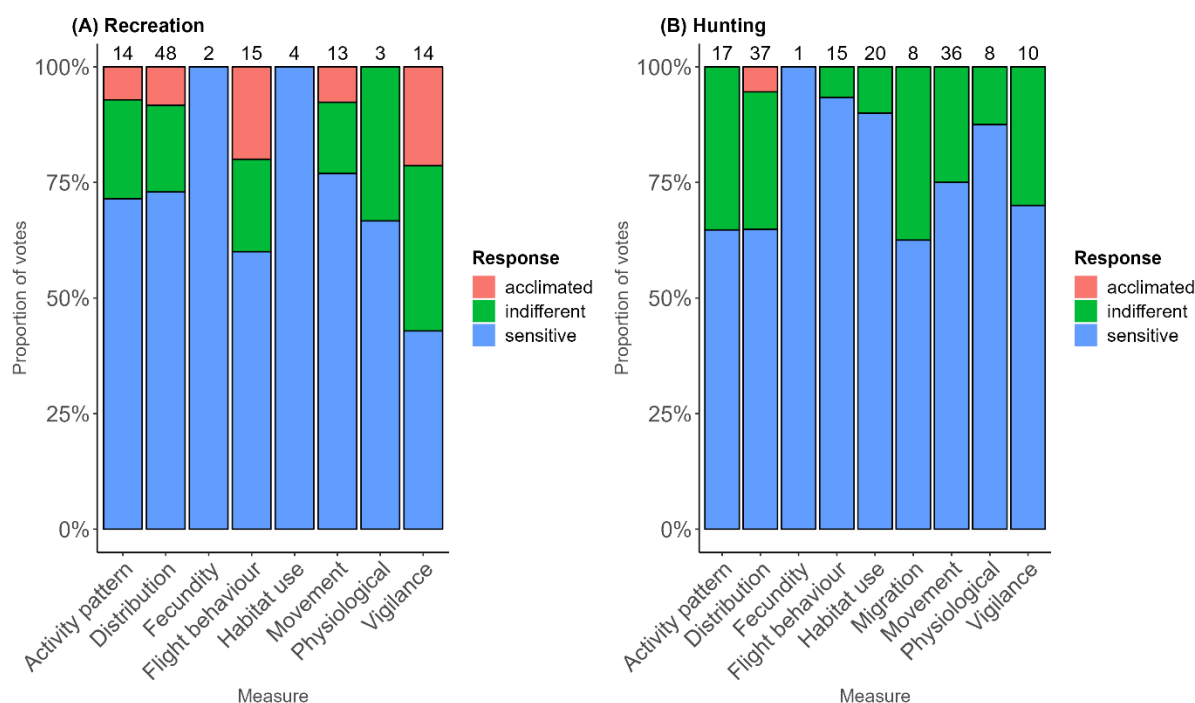 (A) Recreation
14 48 2 15 4 13 3 14
100%
75%
50%
25%
0%
Proportion of votes
Activity pattern
Distribution
Fecundity
Flight behaviour
Habitat use
Movement
Physiological
Vigilance
Measure
Response
acclimated
indifferent
sensitive
(B) Hunting
17 37 1 15 20 8 36 8 10
100%
75%
50%
25%
0%
Proportion of votes
Activity pattern
Distribution
Fecundity
Flight behaviour
Habitat use
Migration
Movement
Physiological
Vigilance
Measure
Response
acclimated
indifferent
sensitive